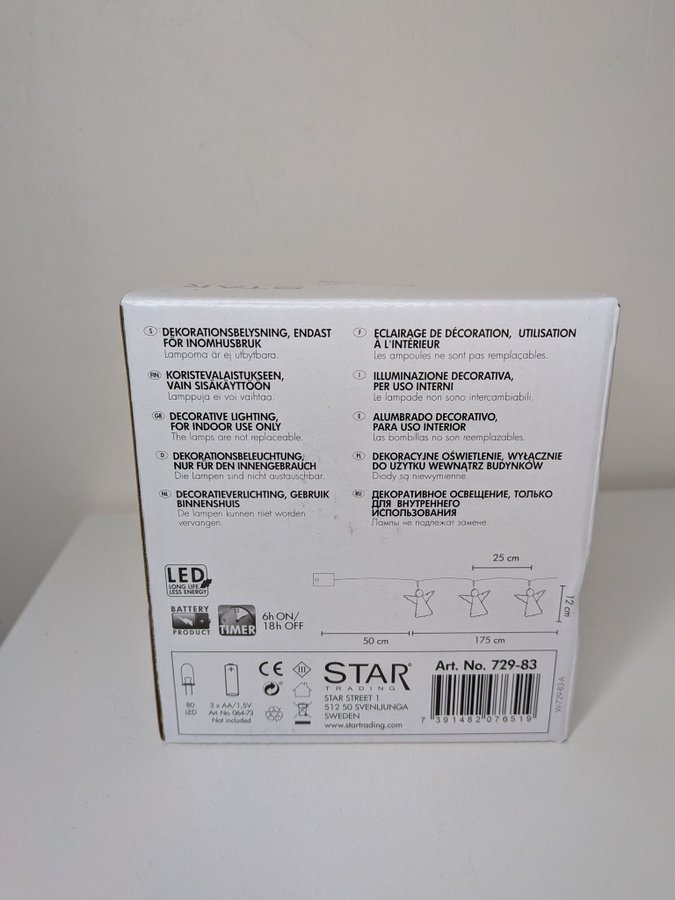 S DEKORATIONSBELYSNING, ENDAST
FÖR INOMHUSBRUK
Lamporna är ej utbytbara.
FIN KORISTEVALAISTUKSEEN,
VAIN SISÄKÄYTTÖÖN
Lamppuja ei voi vaihtaa.
GB DECORATIVE LIGHTING,
FOR INDOOR USE ONLY
The lamps are not replaceable.
D DEKORATIONSBELEUCHTUNG,
NUR FÜR DEN INNENGEBRAUCH
Die Lampen sind nicht austauschbar.
NL DECORATIEVERLICHTING, GEBRUIK
BINNENSHUIS
De lampen kunnen niet worden
vervangen.
F ECLAIRAGE DE DÉCORATION, UTILISATION
À L'INTÉRIEUR
Les ampoules ne sont pas remplaçables.
I ILLUMINAZIONE DECORATIVA,
PER USO INTERNI
Le lampade non sono intercambiabili.
E ALUMBRADO DECORATIVO,
PARA USO INTERIOR
Las bombillas no son reemplazables.
PL DEKORACYJNE OŚWIETLENIE, WYŁĄCZNIE
DO UŻYTKU WEWNĄTRZ BUDYNKÓW
Diody są niewymienne.
RU ДЕКОРАТИВНОЕ ОСВЕЩЕНИЕ, ТОЛЬКО
ДЛЯ ВНУТРЕННЕГО
ИСПОЛЬЗОВАНИЯ
Лампы не подлежат замене.
LED
LONG LIFE
LESS ENERGY
BATTERY
PRODUCT
TIMER
6h ON/
18h OFF
25 cm
12 cm
50 cm
175 cm
80
LED
3 x AA/1,5V
Art. No. 064-73
Not included
CE
III
STAR
TRADING
STAR STREET 1
512 50 SVENLJUNGA
SWEDEN
www.startrading.com
Art. No. 729-83
7 391482 076519
W-729-83 A